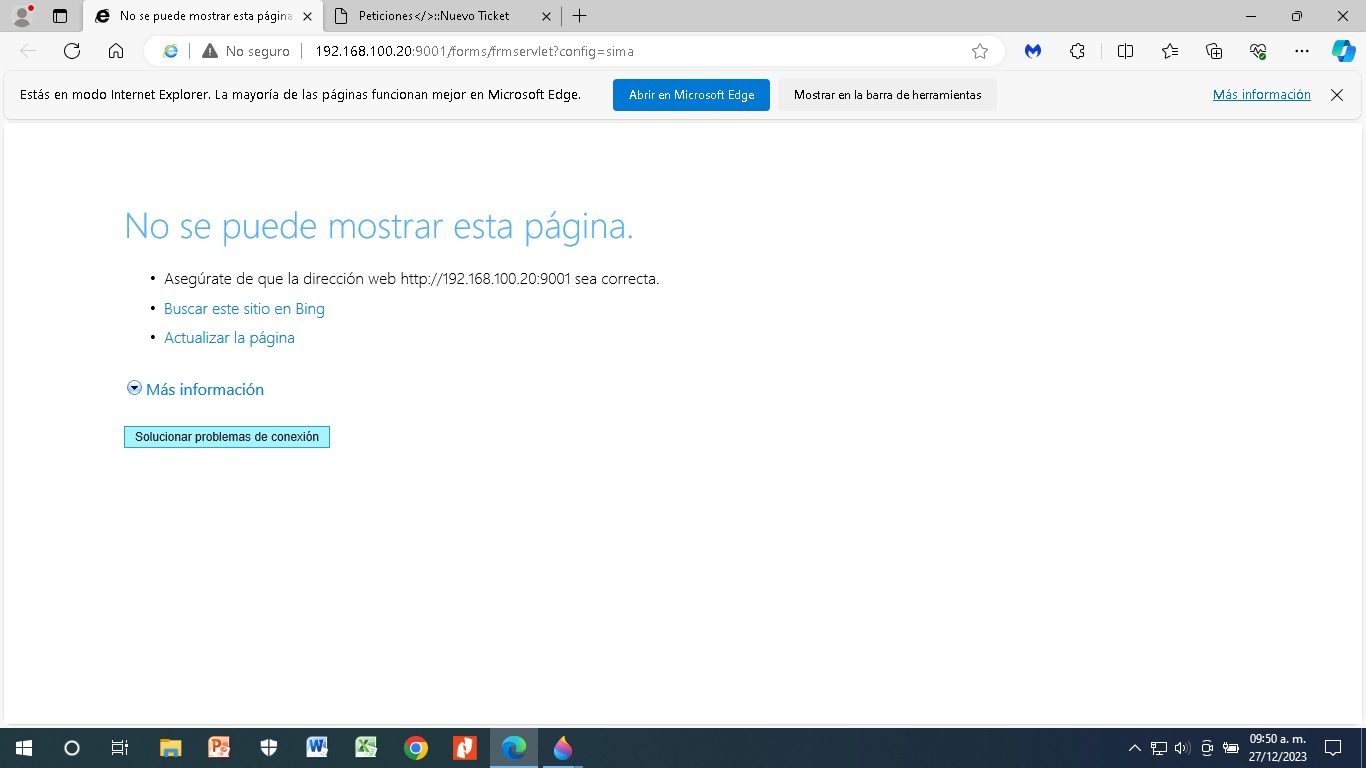 No se puede mostrar esta página
Peticiones</>::Nuevo Ticket
No seguro
192.168.100.20:9001/forms/frmservlet?config=sima
Estás en modo Internet Explorer. La mayoría de las páginas funcionan mejor en Microsoft Edge.
Abrir en Microsoft Edge
Mostrar en la barra de herramientas
Más información
No se puede mostrar esta página.
• Asegúrate de que la dirección web http://192.168.100.20:9001 sea correcta.
• Buscar este sitio en Bing
• Actualizar la página
Más información
Solucionar problemas de conexión
09:50 a. m.
27/12/2023